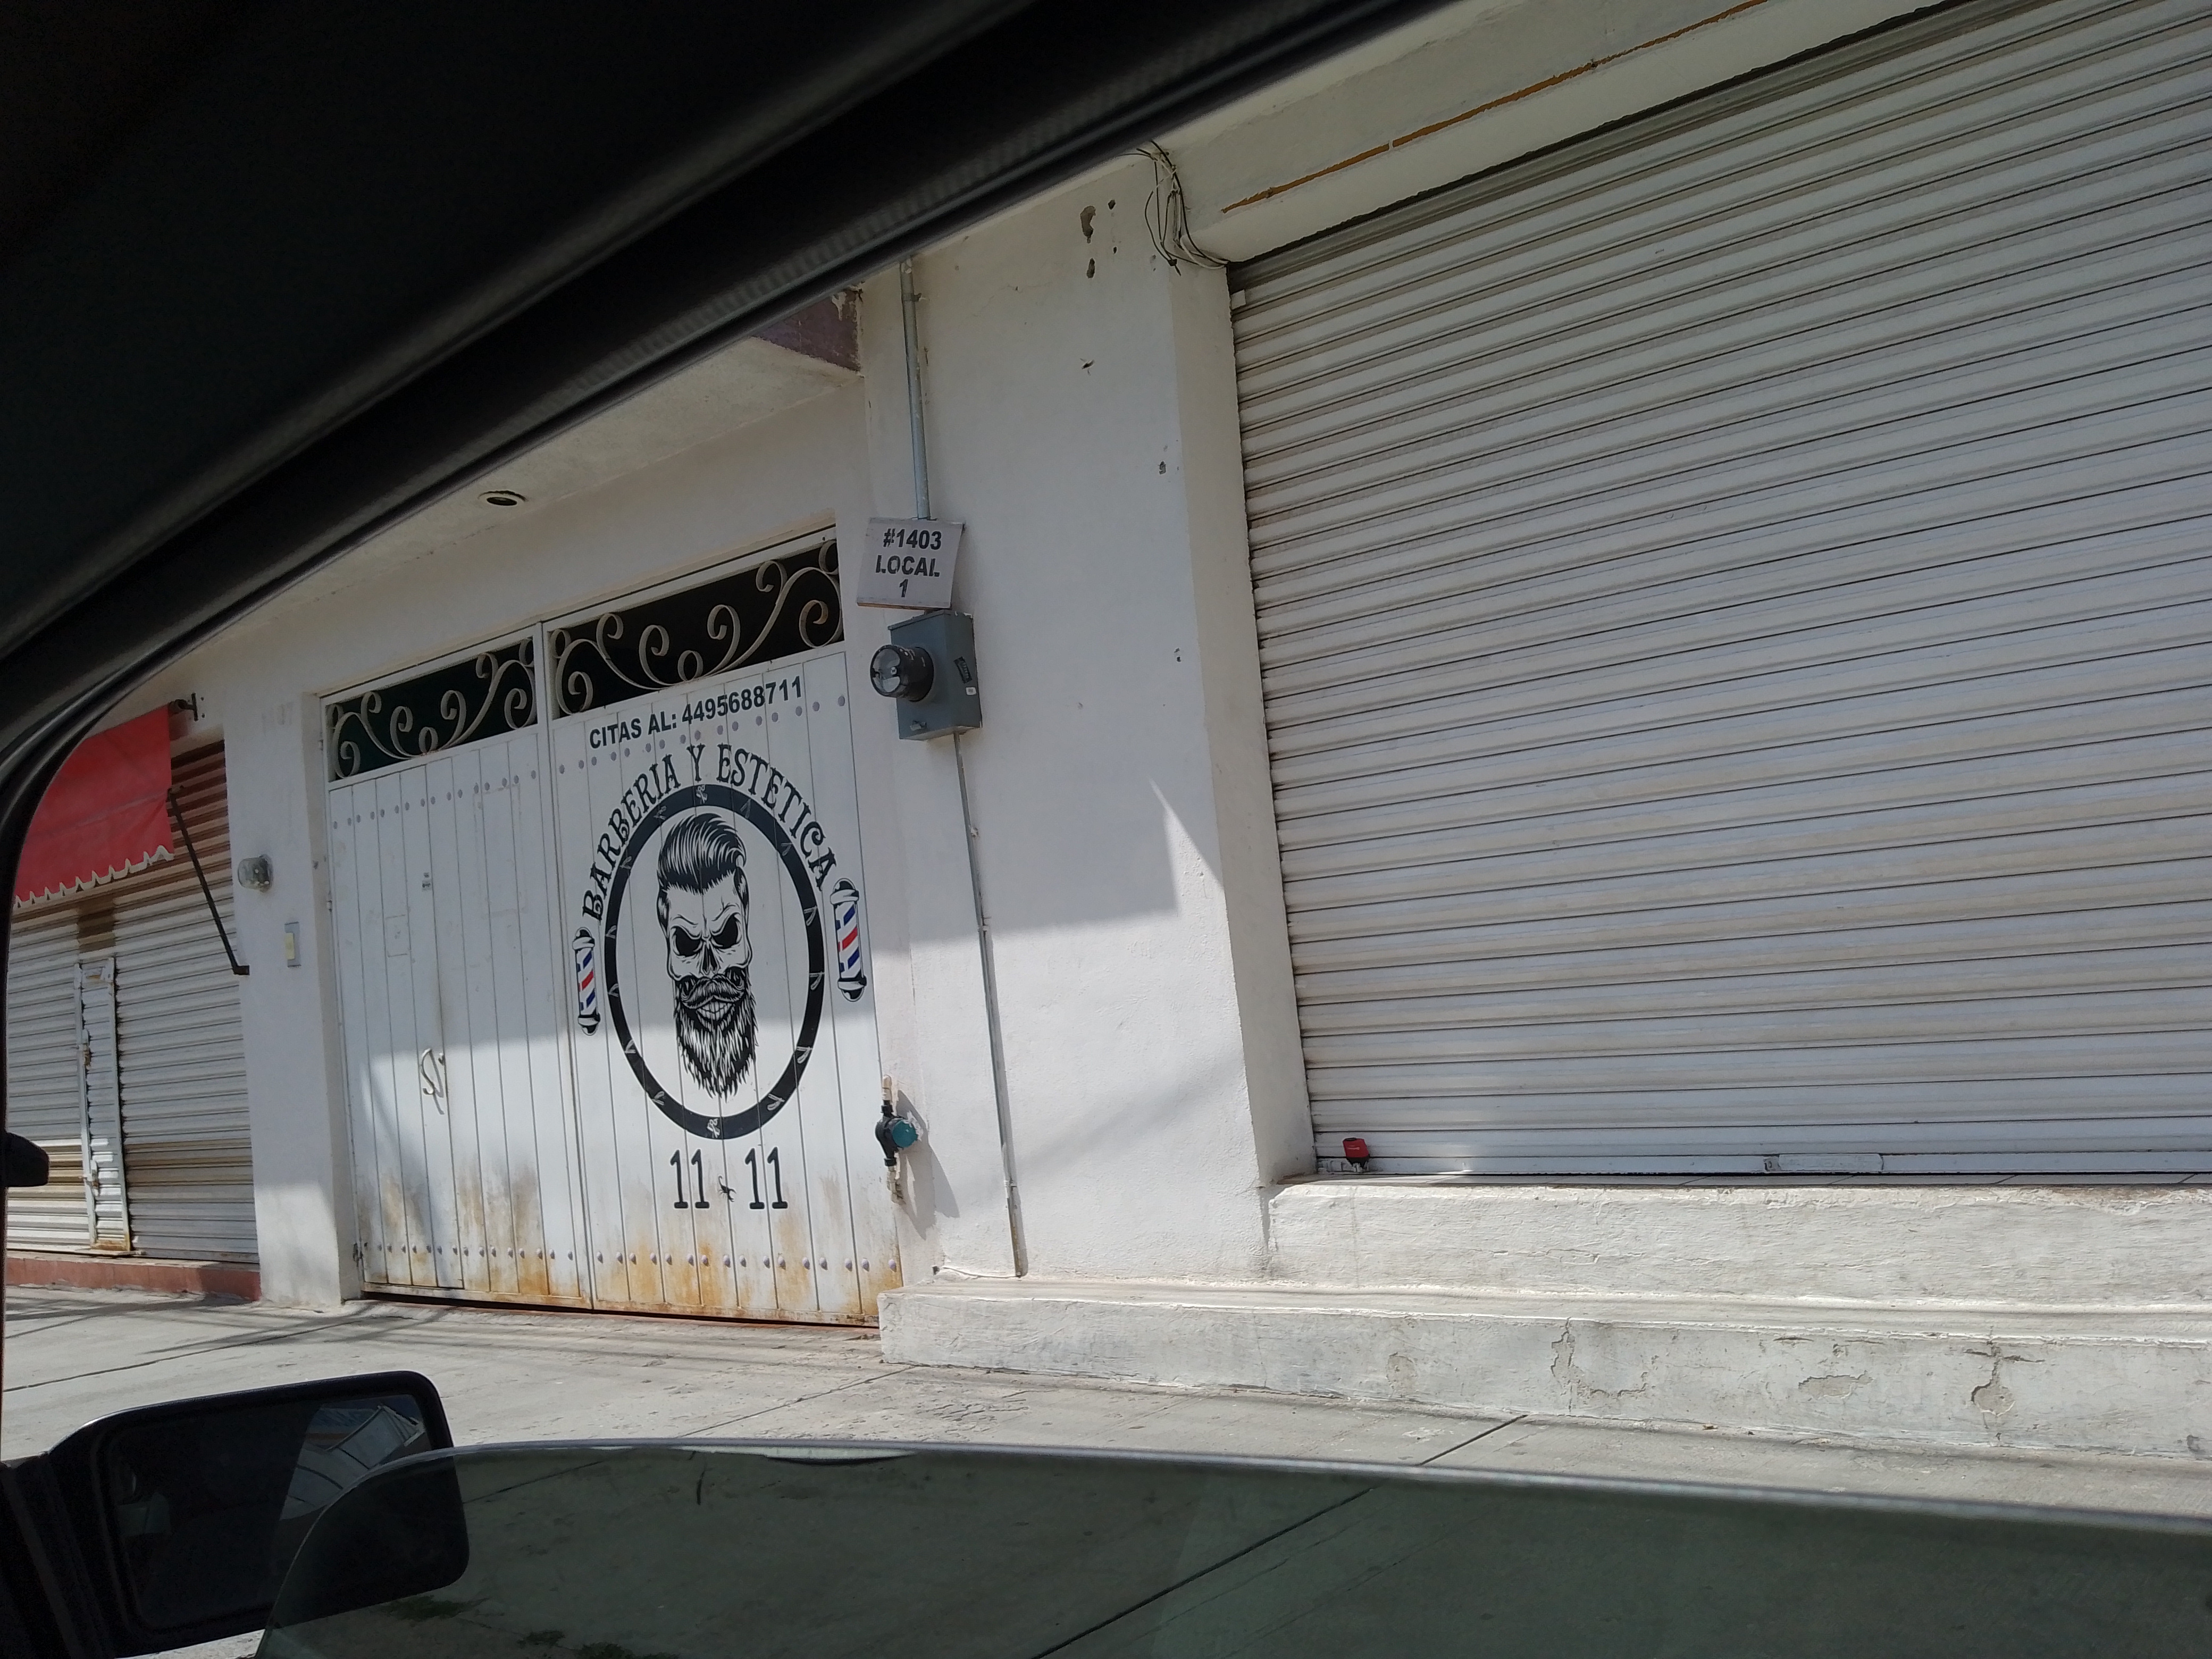 #1403
LOCAL
1
CITAS AL: 4495688711
BARBERIA Y ESTETICA
11 11